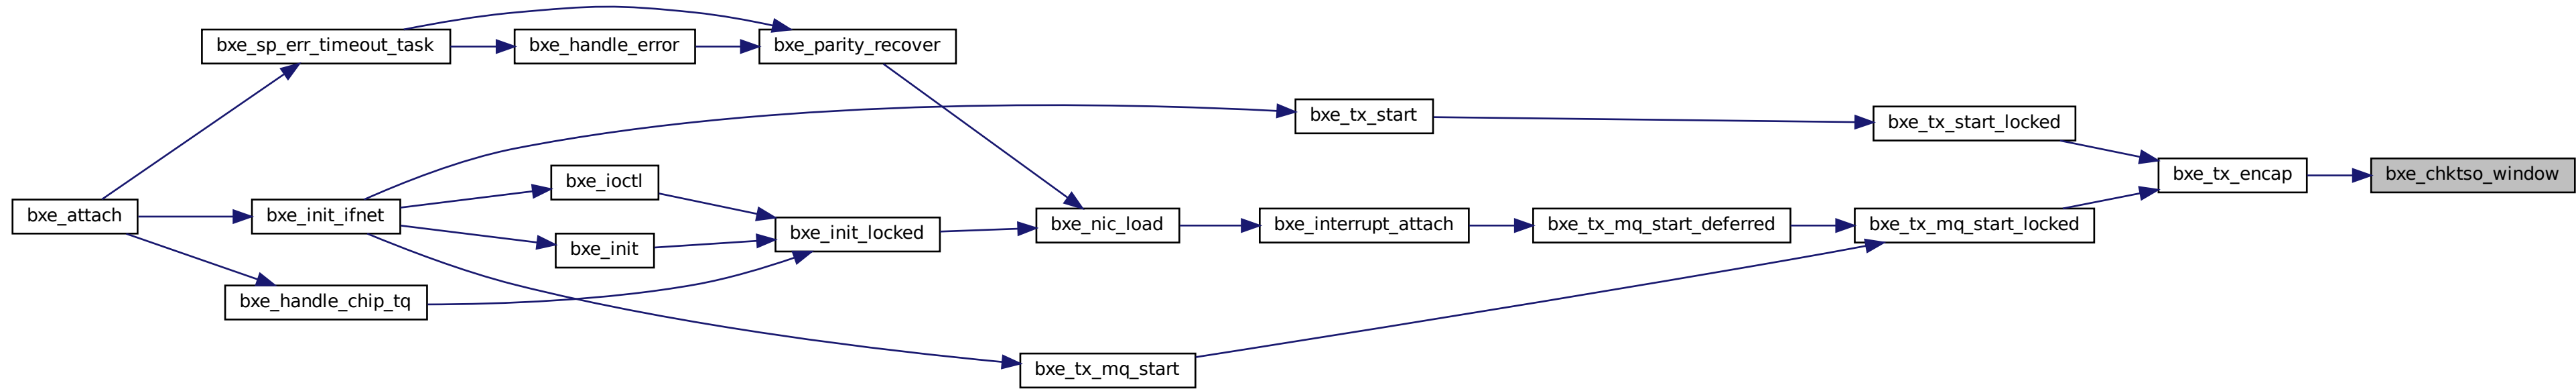 bxe_sp_err_timeout_task
bxe_handle_error
bxe_parity_recover
bxe_tx_start
bxe_tx_start_locked
bxe_tx_encap
bxe_chktso_window
bxe_ioctl
bxe_attach
bxe_init_ifnet
bxe_init
bxe_init_locked
bxe_nic_load
bxe_interrupt_attach
bxe_tx_mq_start_deferred
bxe_tx_mq_start_locked
bxe_handle_chip_tq
bxe_tx_mq_start